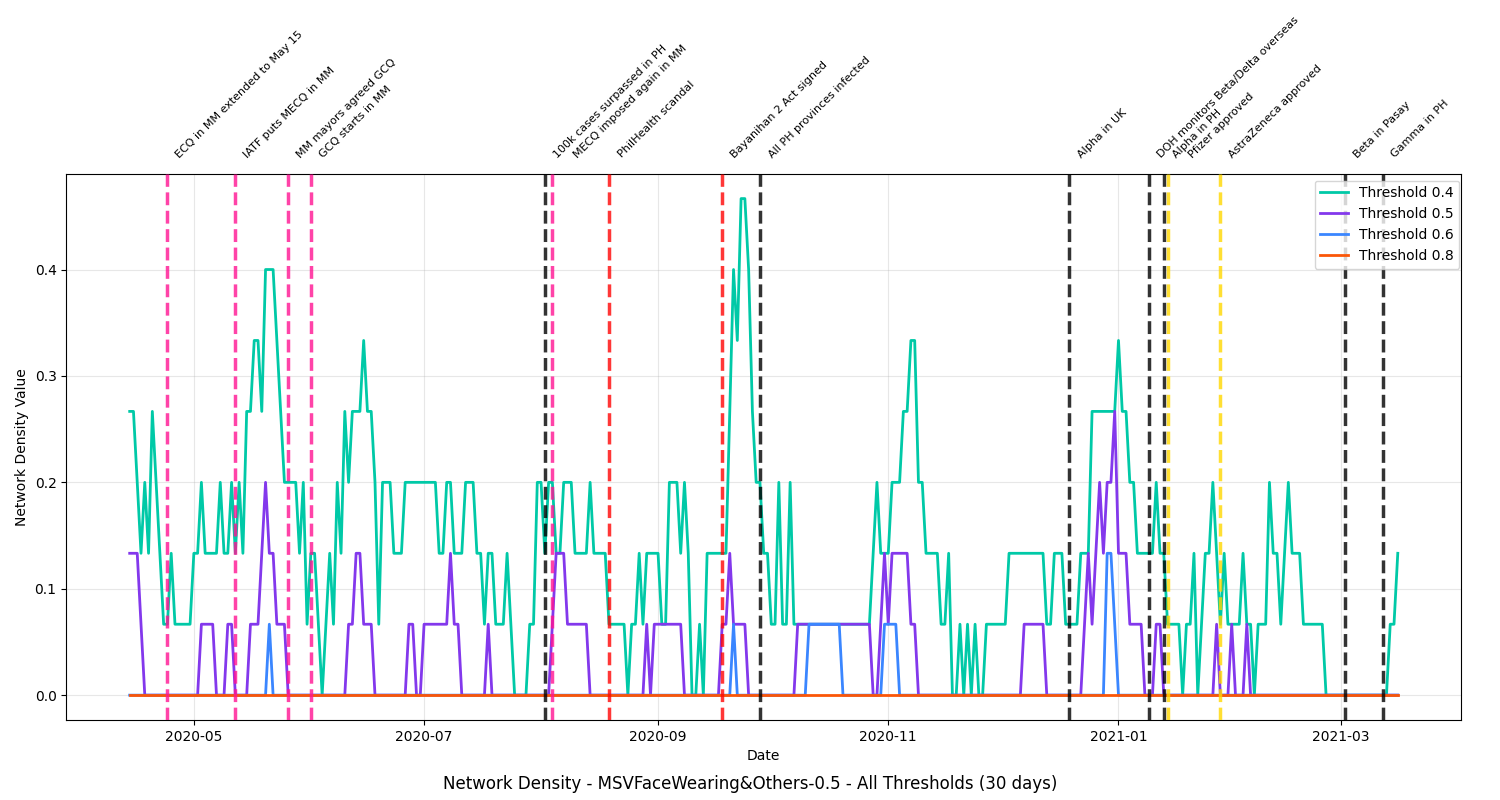 ECQ in MM extended to May 15
IATF puts MECQ in MM
MM mayors agreed GCQ
GCQ starts in MM
100k cases surpassed in PH
MECQ imposed again in MM
PhilHealth scandal
Bayanihan 2 Act signed
All PH provinces infected
Alpha in UK
DOH monitors Beta/Delta overseas
Alpha in PH
Pfizer approved
AstraZeneca approved
Beta in Pasay
Gamma in PH
Threshold 0.4
Threshold 0.5
Threshold 0.6
Threshold 0.8
Network Density Value
0.4
0.3
0.2
0.1
0.0
2020-05
2020-07
2020-09
2020-11
2021-01
2021-03
Date
Network Density - MSVFaceWearing&Others-0.5 - All Thresholds (30 days)